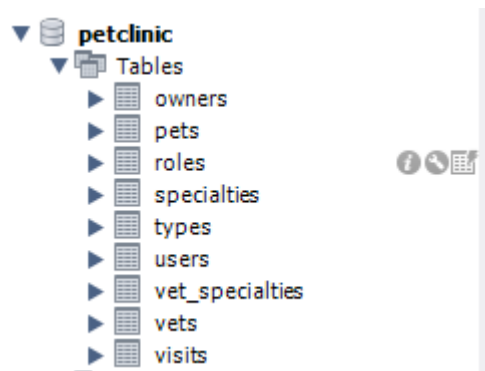 petclinic
Tables
owners
pets
roles
specialties
types
users
vet_specialties
vets
visits